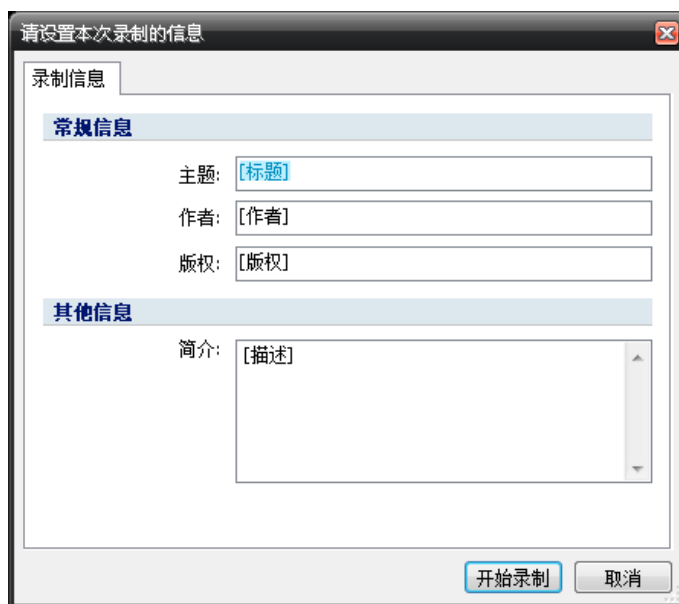 请设置本次录制的信息
录制信息
常规信息
主题: [标题]
作者: [作者]
版权: [版权]
其他信息
简介: [描述]
开始录制 取消